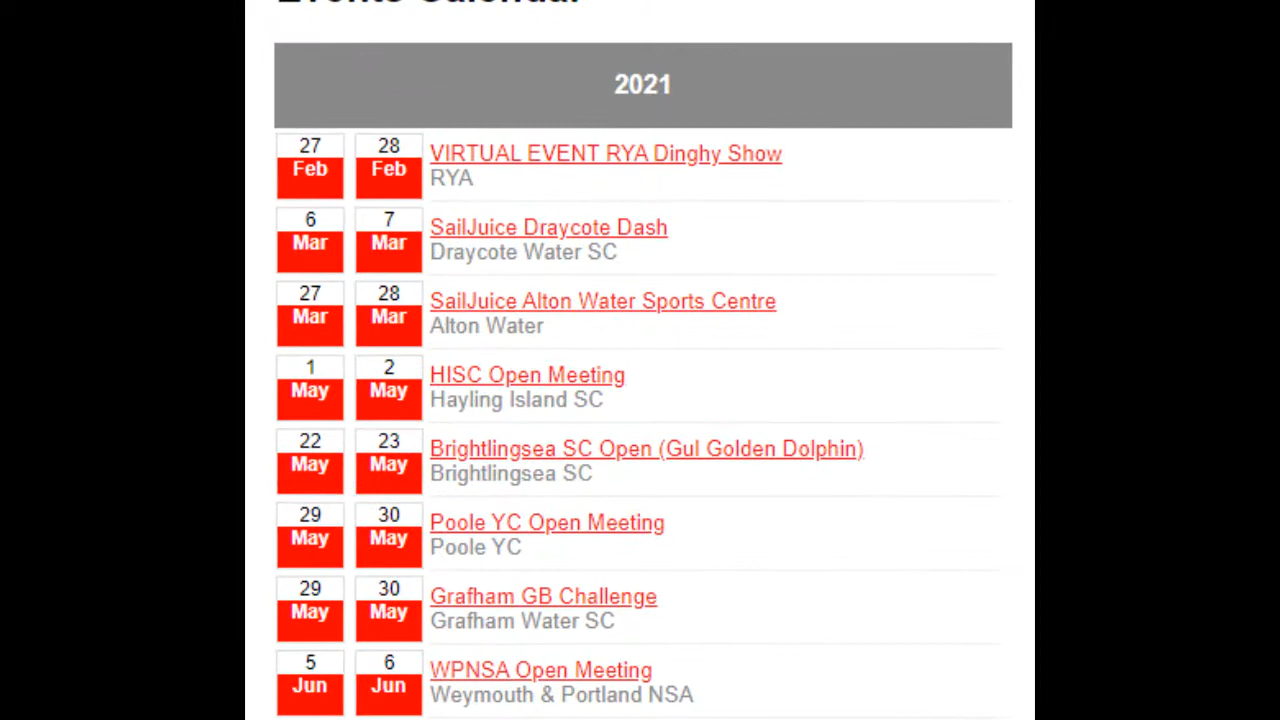 Events Calendar
2021
27 Feb 28 Feb VIRTUAL EVENT RYA Dinghy Show
RYA
6 Mar 7 Mar SailJuice Draycote Dash
Draycote Water SC
27 Mar 28 Mar SailJuice Alton Water Sports Centre
Alton Water
1 May 2 May HISC Open Meeting
Hayling Island SC
22 May 23 May Brightlingsea SC Open (Gul Golden Dolphin)
Brightlingsea SC
29 May 30 May Poole YC Open Meeting
Poole YC
29 May 30 May Grafham GB Challenge
Grafham Water SC
5 Jun 6 Jun WPNSA Open Meeting
Weymouth & Portland NSA